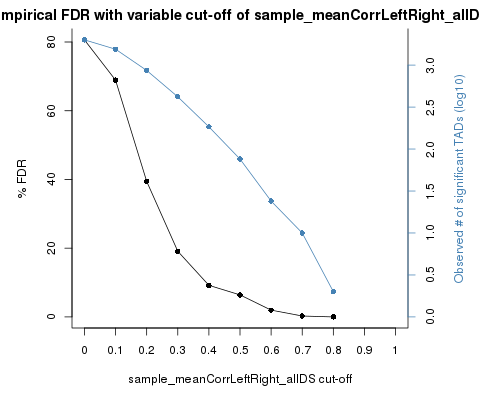 mpirical FDR with variable cut-off of sample_meanCorrLeftRight_allD
80
60
40
20
0
% FDR
3.0
2.5
2.0
1.5
1.0
0.5
0.0
Observed # of significant TADs (log10)
0 0.1 0.2 0.3 0.4 0.5 0.6 0.7 0.8 0.9 1
sample_meanCorrLeftRight_allDS cut-off